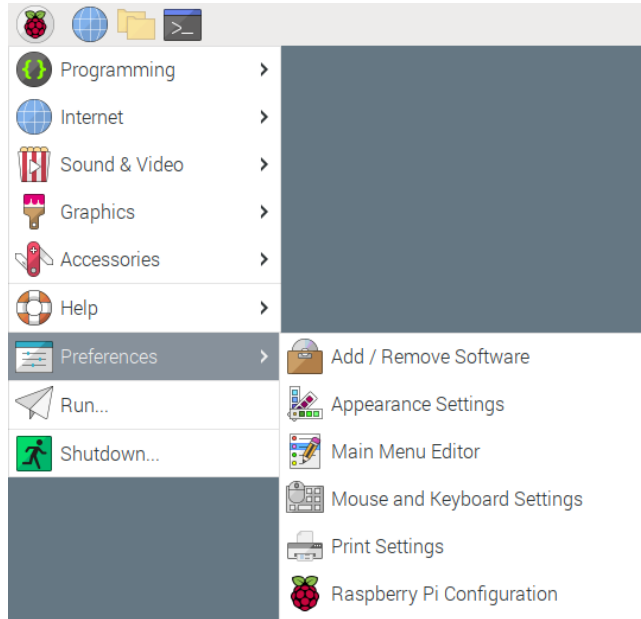 Programming
Internet
Sound & Video
Graphics
Accessories
Help
Preferences
Add / Remove Software
Run...
Appearance Settings
Shutdown...
Main Menu Editor
Mouse and Keyboard Settings
Print Settings
Raspberry Pi Configuration